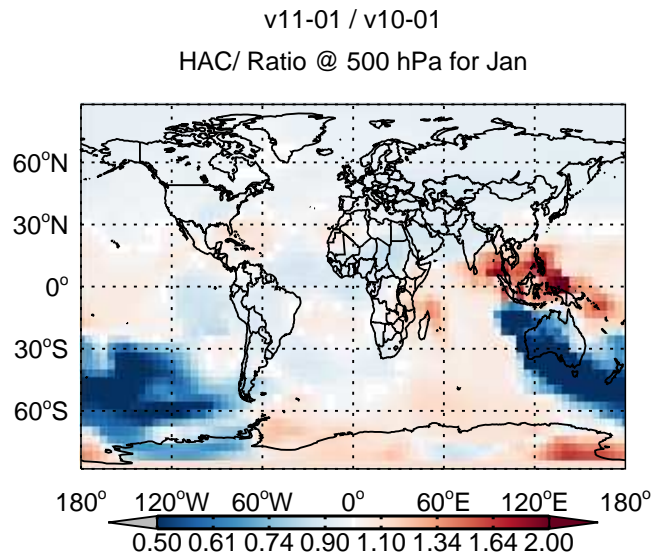 v11-01 / v10-01
HAC/ Ratio @ 500 hPa for Jan
60°N
30°N
0°
30°S
60°S
180° 120°W 60°W 0° 60°E 120°E 180°
0.50 0.61 0.74 0.90 1.10 1.34 1.64 2.00